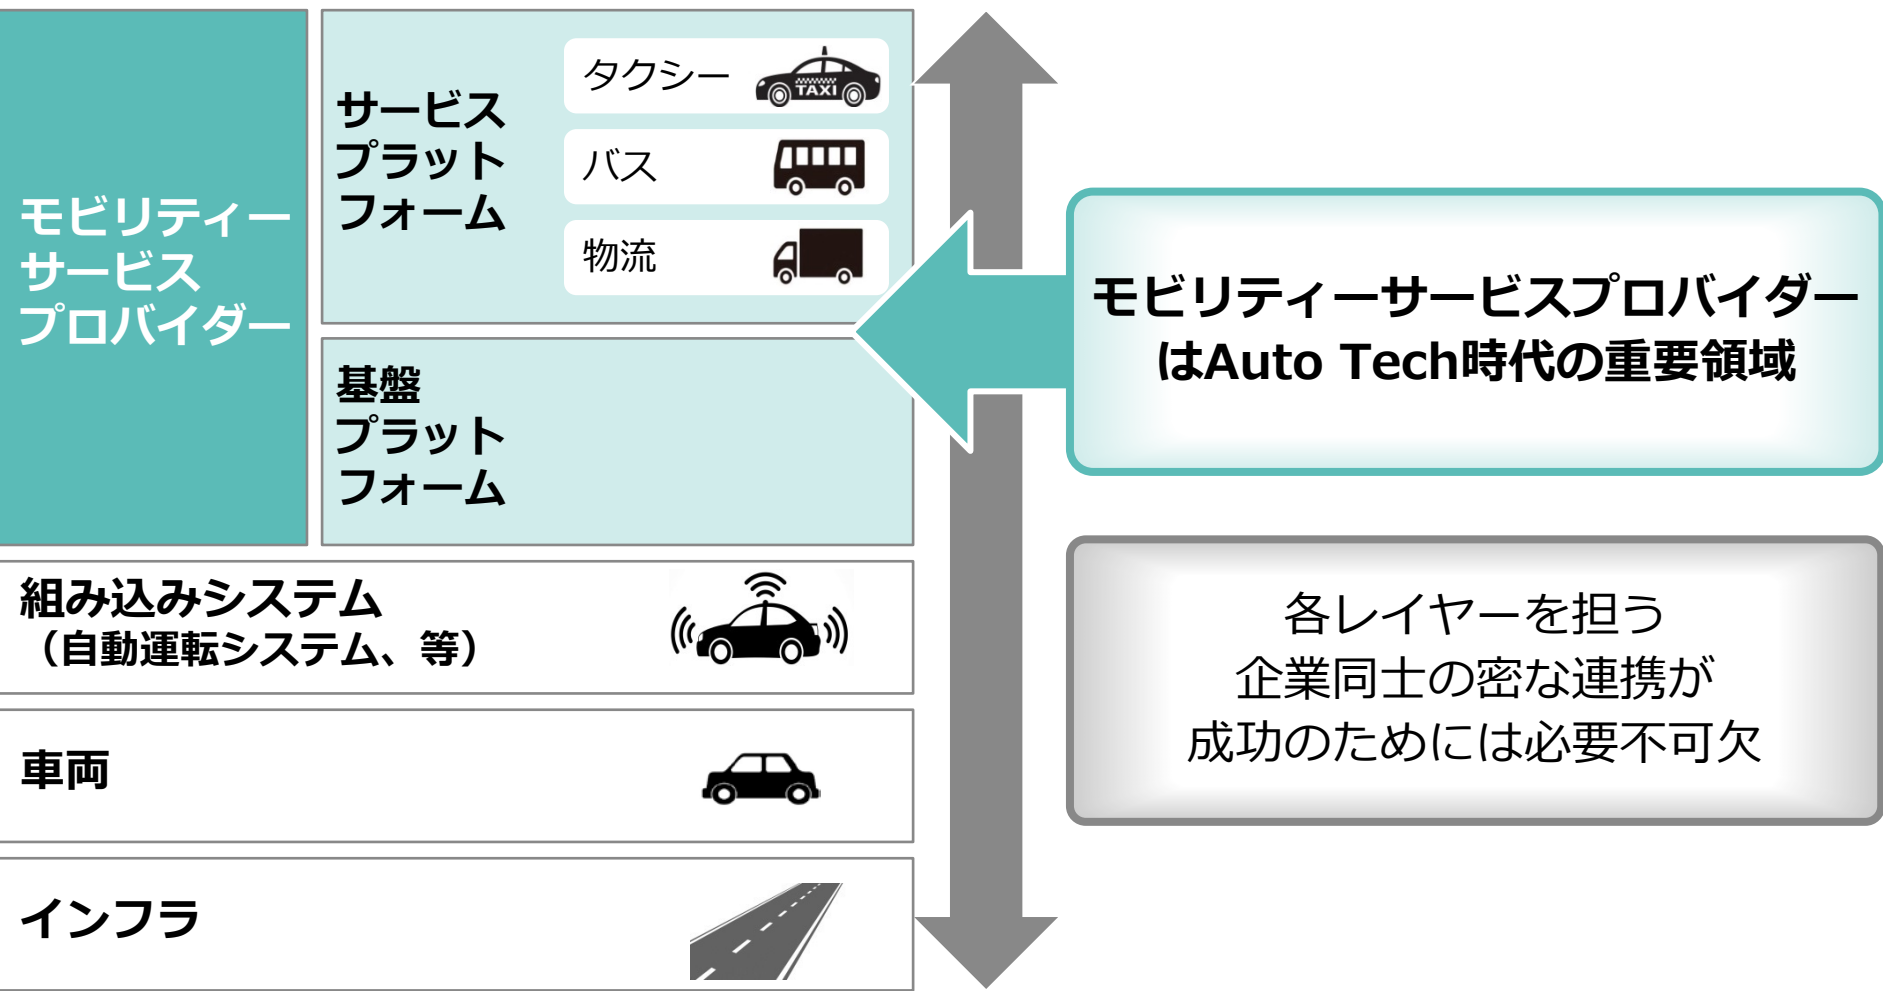 モビリティー
サービス
プロバイダー
サービス
プラット
フォーム
タクシー
TAXI
バス
物流
基盤
プラット
フォーム
組み込みシステム
（自動運転システム、等）
車両
インフラ
モビリティーサービスプロバイダー
はAuto Tech時代の重要領域
各レイヤーを担う
企業同士の密な連携が
成功のためには必要不可欠